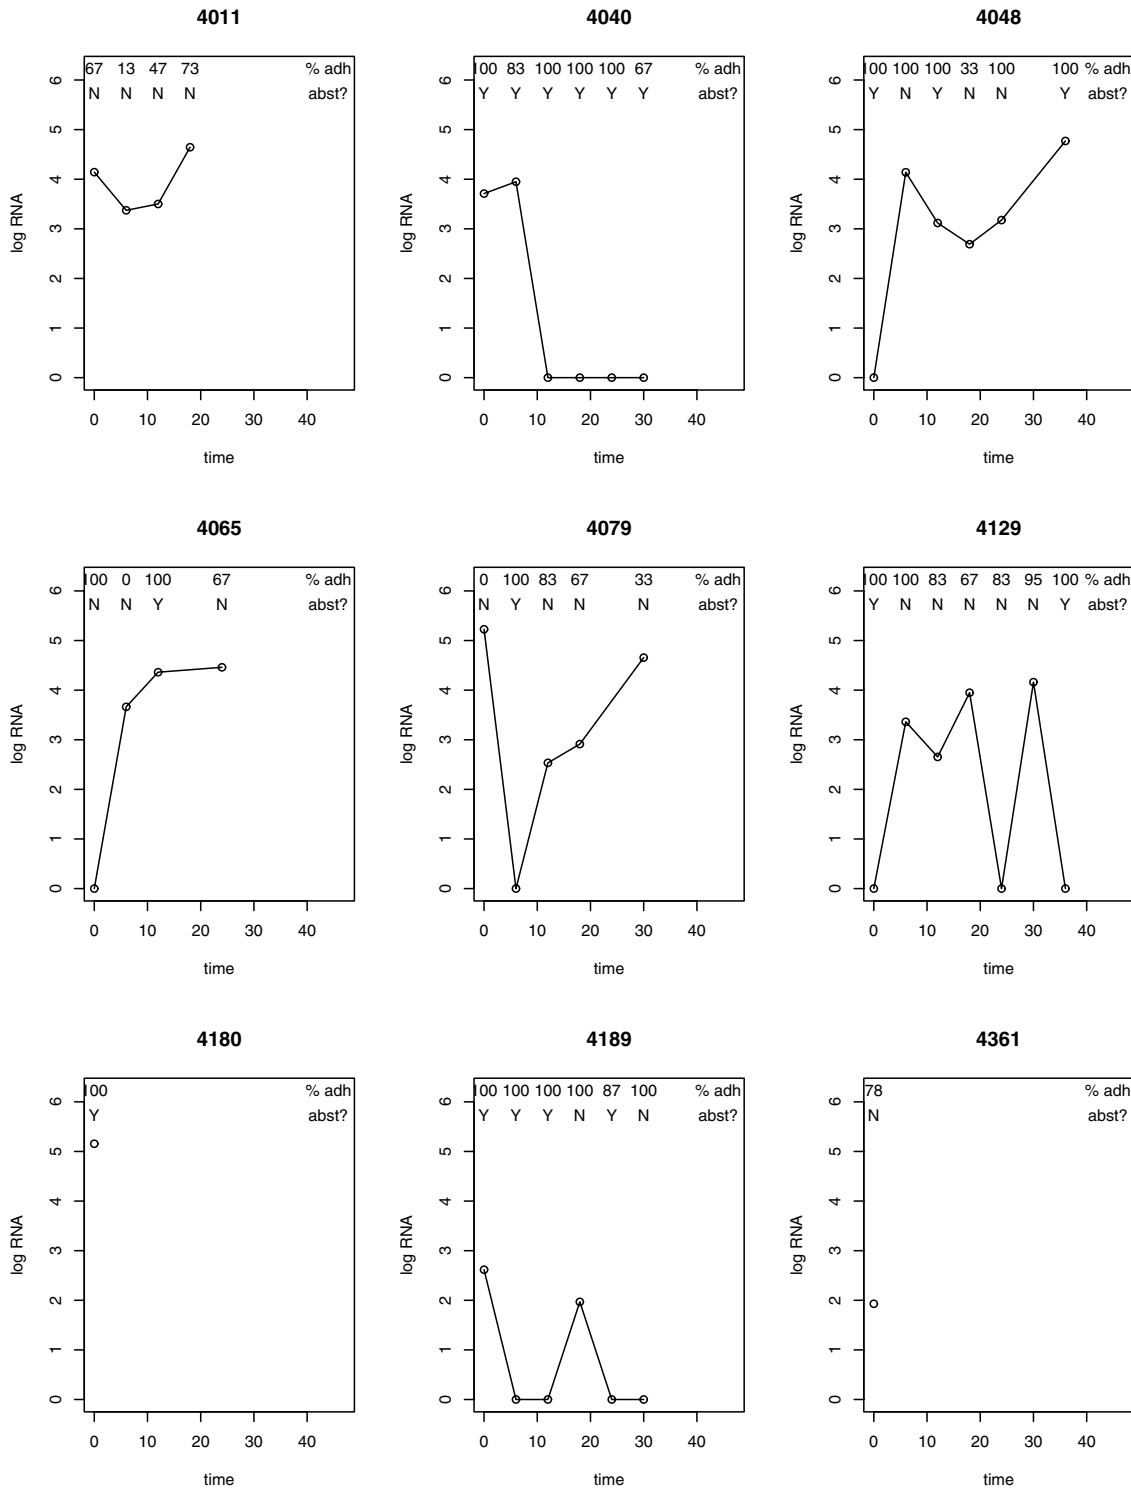 4011
4040
4048
67 13 47 73 % adh
N N N N abst?
100 83 100 100 100 67 % adh
Y Y Y Y Y Y abst?
100 100 100 33 100 100 % adh
Y N Y N N Y abst?
log RNA
0 1 2 3 4 5 6
0 10 20 30 40
time
log RNA
0 1 2 3 4 5 6
0 10 20 30 40
time
log RNA
0 1 2 3 4 5 6
0 10 20 30 40
time
4065
4079
4129
100 0 100 67 % adh
N N Y N abst?
0 100 83 67 33 % adh
N Y N N N abst?
100 100 83 67 83 95 100 % adh
Y N N N N N Y abst?
log RNA
0 1 2 3 4 5 6
0 10 20 30 40
time
log RNA
0 1 2 3 4 5 6
0 10 20 30 40
time
log RNA
0 1 2 3 4 5 6
0 10 20 30 40
time
4180
4189
4361
100 % adh
Y abst?
100 100 100 100 87 100 % adh
Y Y Y N Y N abst?
78 % adh
N abst?
log RNA
0 1 2 3 4 5 6
0 10 20 30 40
time
log RNA
0 1 2 3 4 5 6
0 10 20 30 40
time
log RNA
0 1 2 3 4 5 6
0 10 20 30 40
time